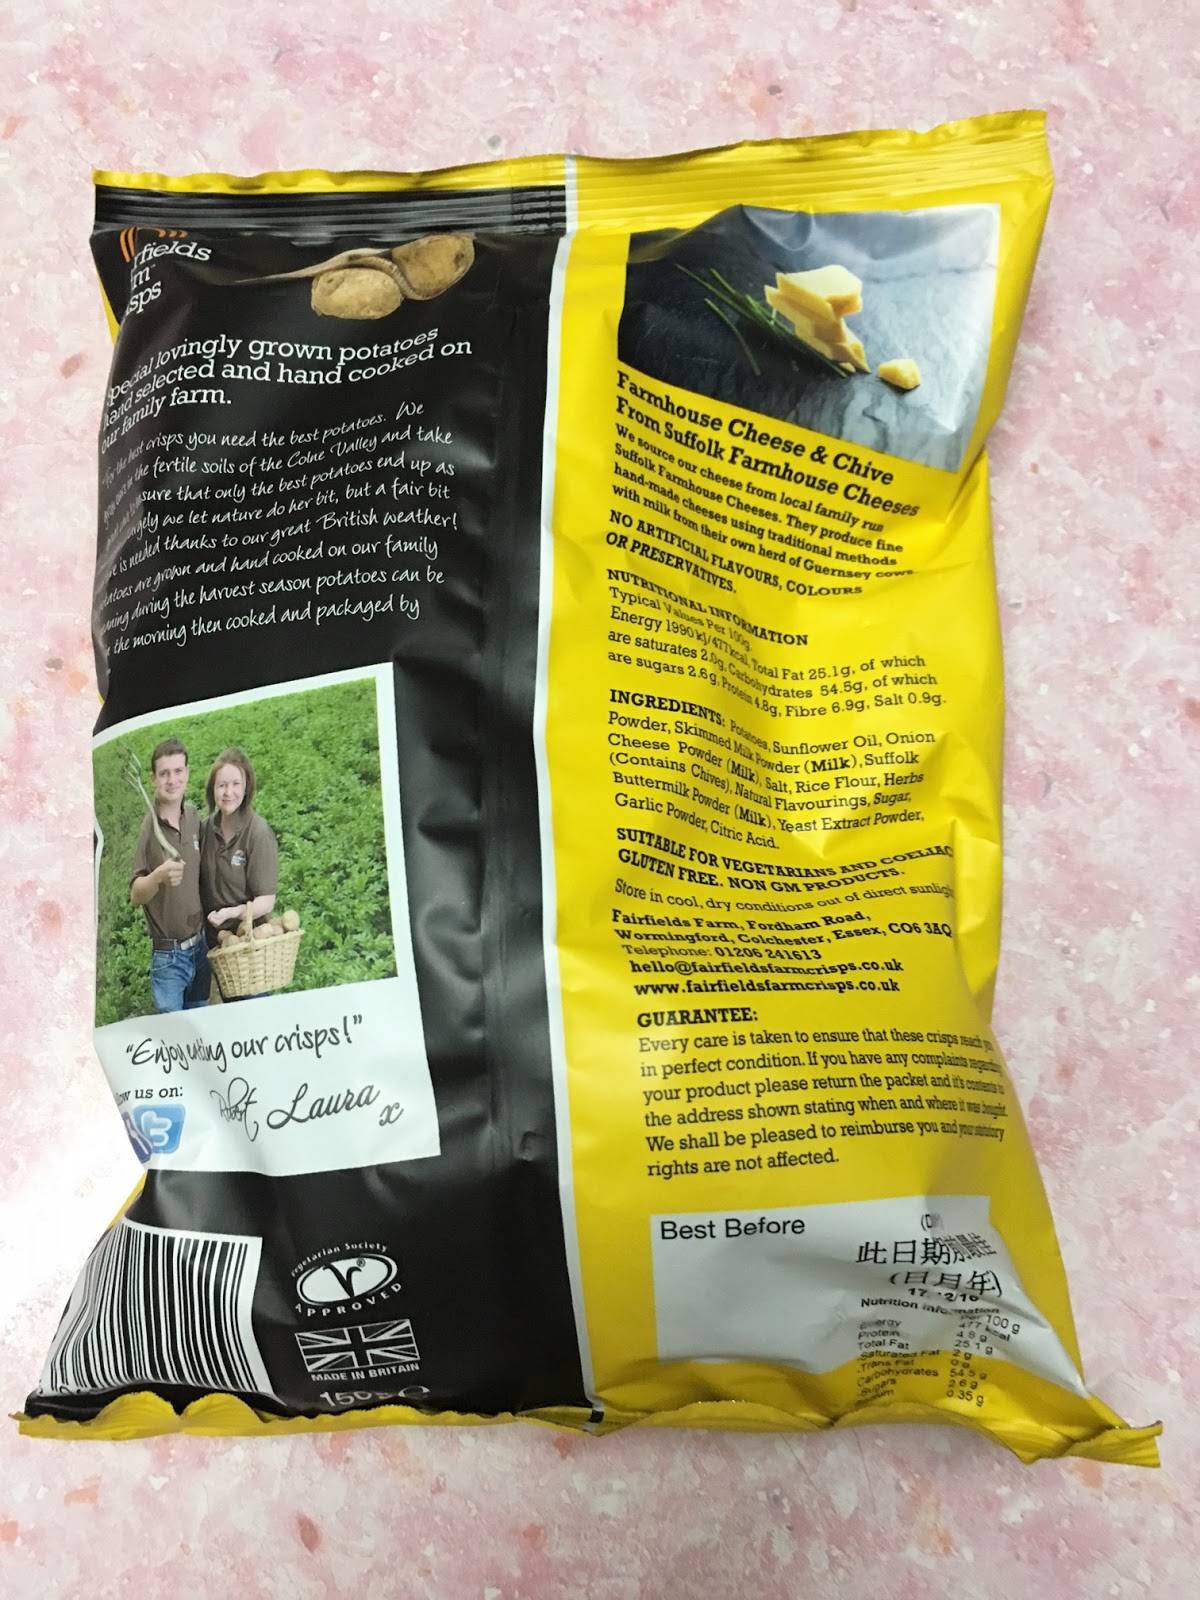 fields
Special lovingly grown potatoes
hand selected and hand cooked on
our family farm.
For the best crisps you need the best potatoes. We
in the fertile soils of the Colne Valley and take
sure that only the best potatoes end up as
we let nature do her bit, but a fair bit
is needed thanks to our great British weather!
are grown and hand cooked on our family
during the harvest season potatoes can be
the morning then cooked and packaged by
"Enjoy eating our crisps!"
us on:
Laura x
Vegetarian Society
APPROVED
MADE IN BRITAIN
Farmhouse Cheese & Chive
From Suffolk Farmhouse Cheeses
We source our cheese from local family run
Suffolk Farmhouse Cheeses. They produce fine
hand-made cheeses using traditional methods
with milk from their own herd of Guernsey cows.
NO ARTIFICIAL FLAVOURS, COLOURS
OR PRESERVATIVES.
NUTRITIONAL INFORMATION
Typical Values Per 100g.
Energy 1990kJ/477kcal, Total Fat 25.1g, of which
are saturates 2.0g, Carbohydrates 54.5g, of which
are sugars 2.6g, Protein 4.8g, Fibre 6.9g, Salt 0.9g.
INGREDIENTS: Potatoes, Sunflower Oil, Onion
Powder, Skimmed Milk Powder (Milk), Suffolk
Cheese Powder (Milk), Salt, Rice Flour, Herbs
(Contains Chives), Natural Flavourings, Sugar,
Buttermilk Powder (Milk), Yeast Extract Powder,
Garlic Powder, Citric Acid.
SUITABLE FOR VEGETARIANS AND COELIAC
GLUTEN FREE. NON GM PRODUCTS.
Store in cool, dry conditions out of direct sunlight
Fairfields Farm, Fordham Road,
Wormingford, Colchester, Essex, CO6 3AQ
Telephone: 01206 241613
hello@fairfieldsfarmcrisps.co.uk
www.fairfieldsfarmcrisps.co.uk
GUARANTEE:
Every care is taken to ensure that these crisps reach you
in perfect condition. If you have any complaints regarding
your product please return the packet and it's contents to
the address shown stating when and where it was bought.
We shall be pleased to reimburse you and your statutory
rights are not affected.
Best Before
此日期前最佳
(日月年)
Nutrition information
Per 100g
Energy 477 kcal
Protein 4.8 g
Total Fat 25.1 g
Saturated Fat 2 g
Trans Fat 0 g
Carbohydrates 54.5 g
Sugars 2.6 g
0.35 g